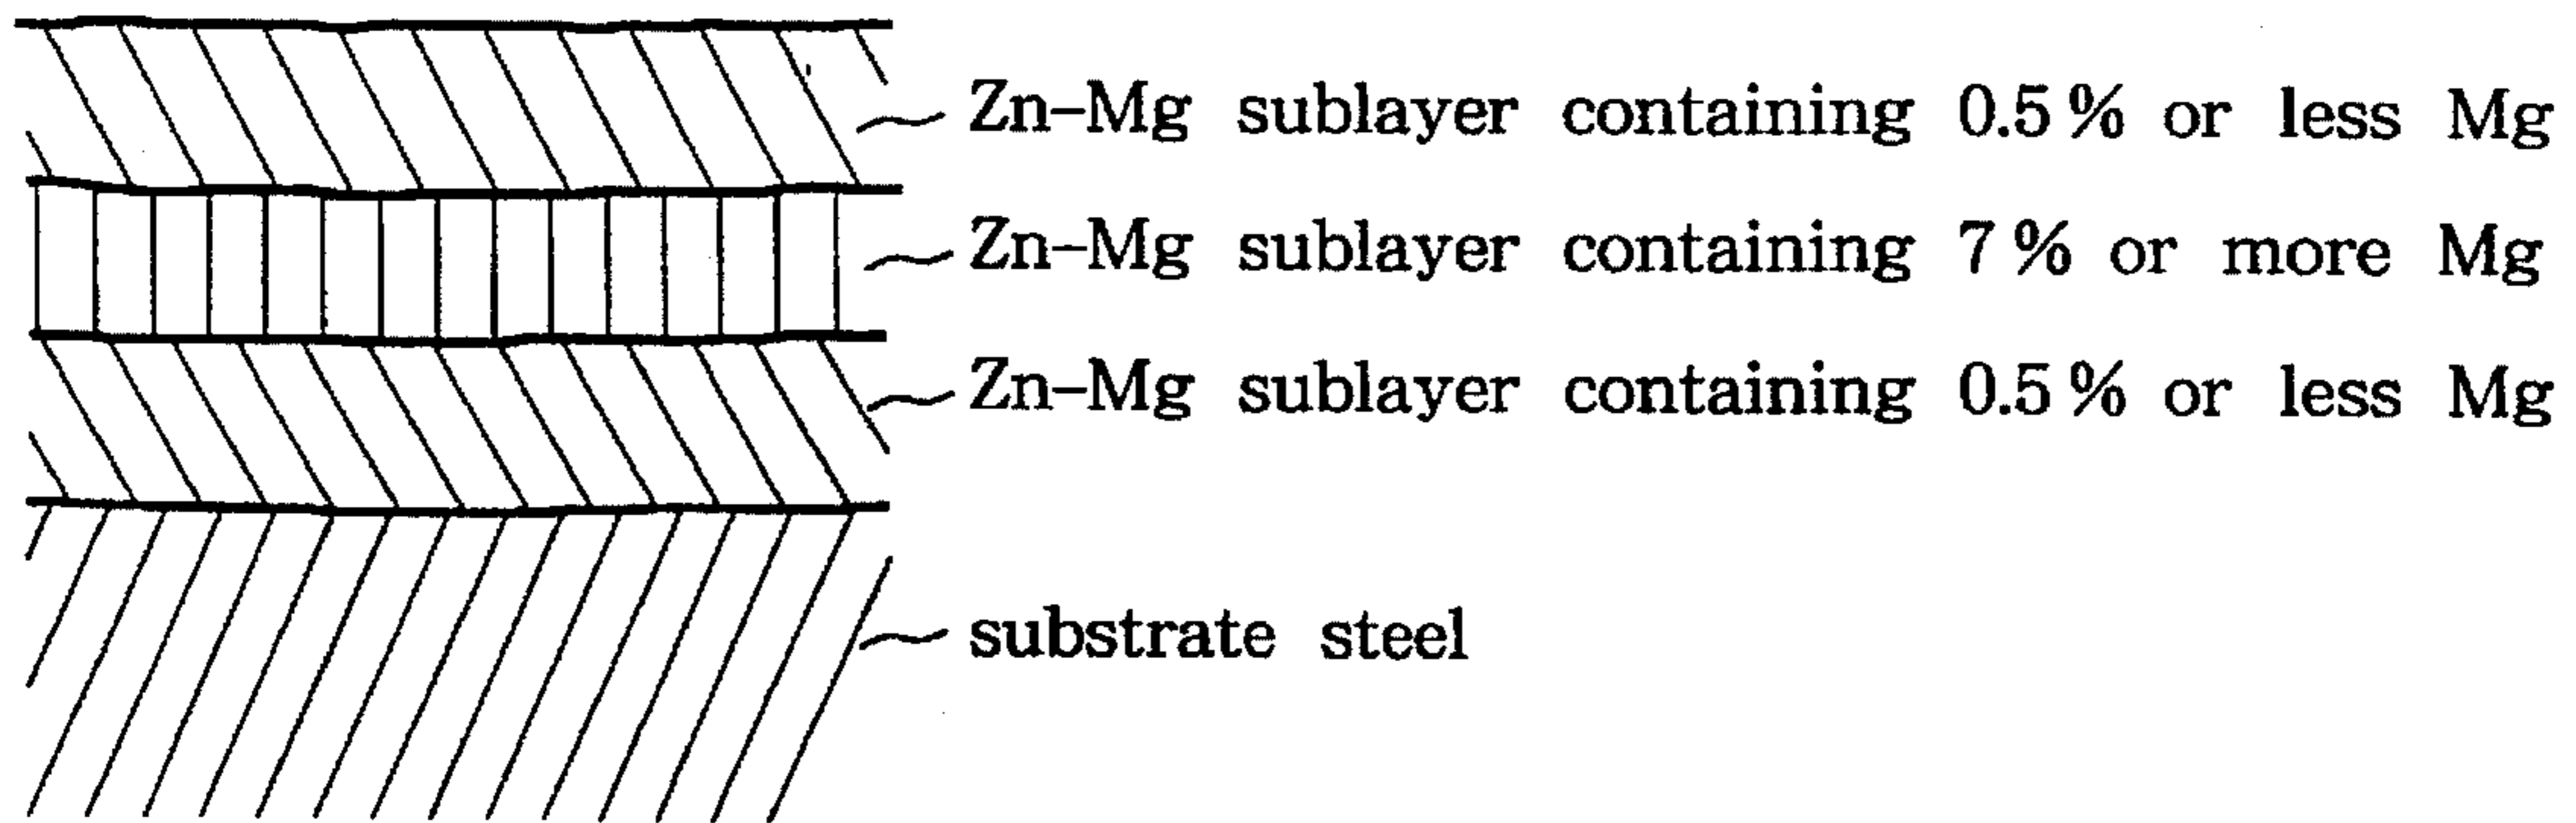 Zn–Mg sublayer containing 0.5% or less Mg
Zn–Mg sublayer containing 7% or more Mg
Zn–Mg sublayer containing 0.5% or less Mg
substrate steel